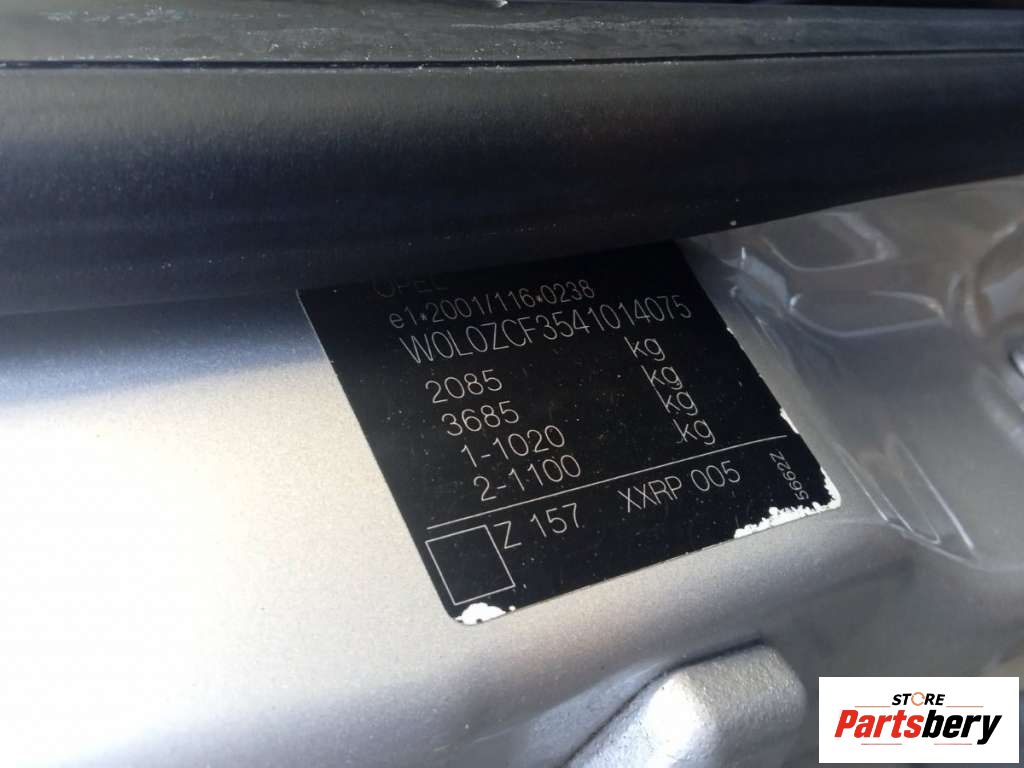 OPEL
e1*2001/116*0238
W0L0ZCF3541014075
2085 kg
3685 kg
1-1020 kg
2-1100 kg
Z 157 XXRP 005
5662Z
STORE
Partsbery